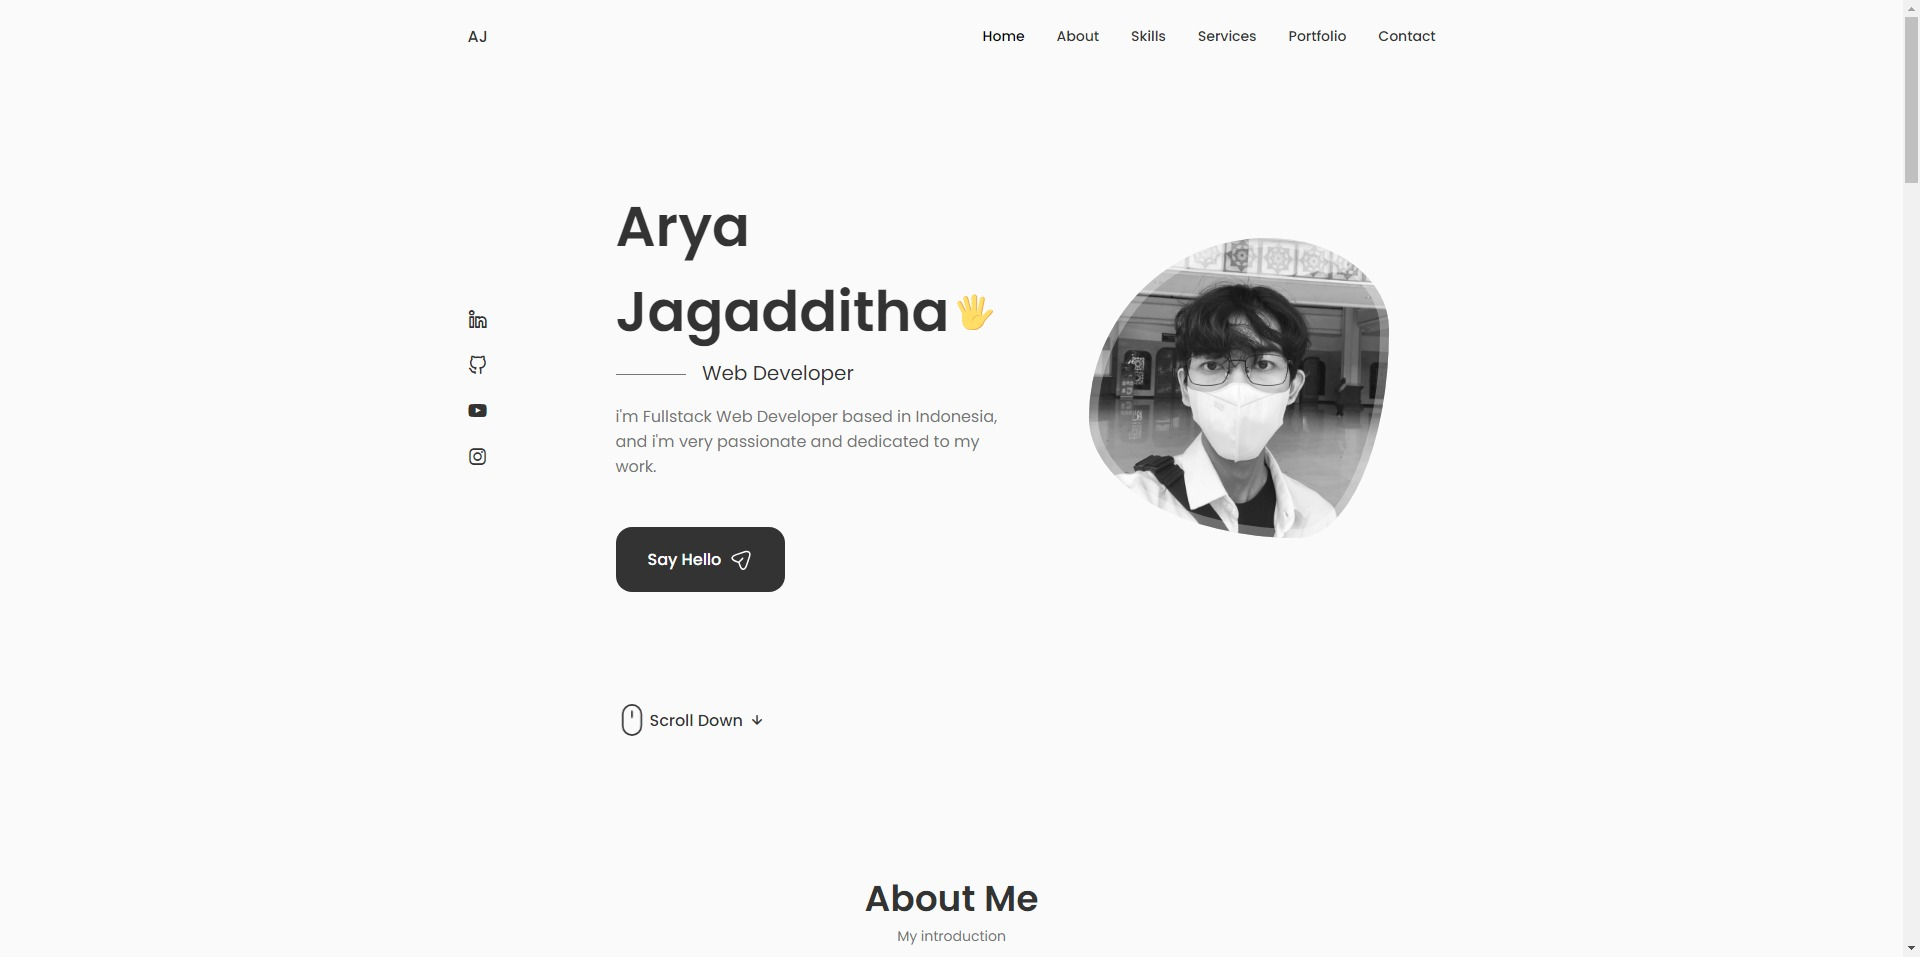 AJ
Home About Skills Services Portfolio Contact
Arya
Jagadditha🖐
Web Developer
i'm Fullstack Web Developer based in Indonesia,
and i'm very passionate and dedicated to my
work.
Say Hello
Scroll Down ↓
About Me
My introduction